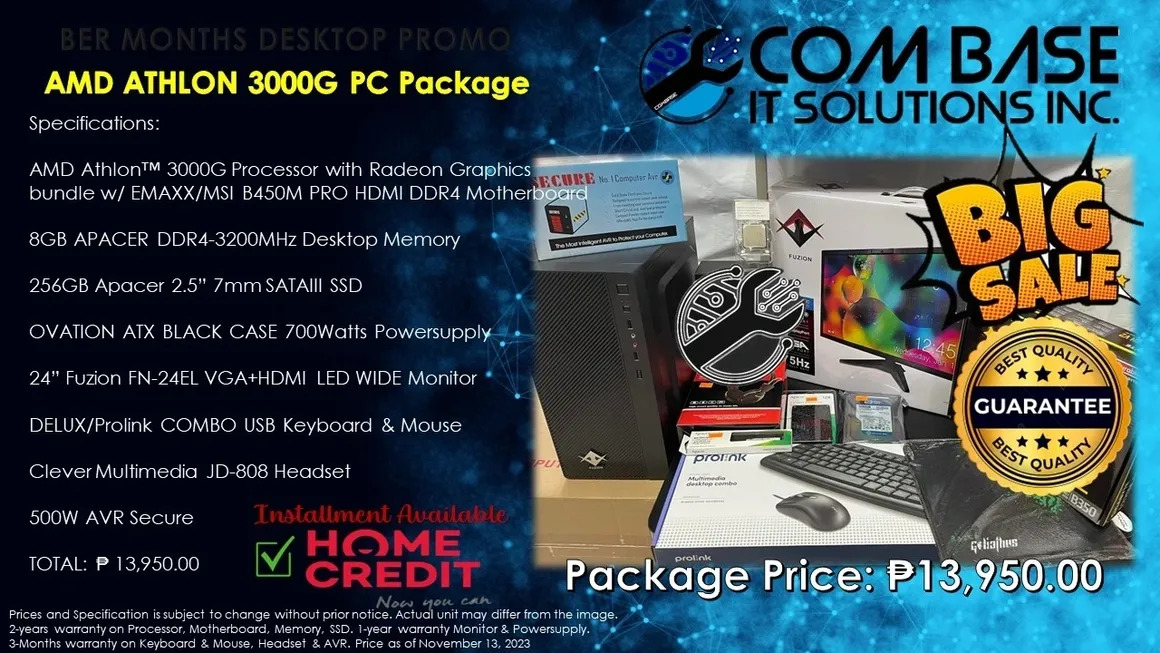 BER MONTHS DESKTOP PROMO
AMD ATHLON 3000G PC Package
Specifications:
AMD Athlon™ 3000G Processor with Radeon Graphics
bundle w/ EMAXX/MSI B450M PRO HDMI DDR4 Motherboard
8GB APACER DDR4-3200MHz Desktop Memory
256GB Apacer 2.5” 7mm SATAIII SSD
OVATION ATX BLACK CASE 700Watts Powersupply
24” Fuzion FN-24EL VGA+HDMI LED WIDE Monitor
DELUX/Prolink COMBO USB Keyboard & Mouse
Clever Multimedia JD-808 Headset
500W AVR Secure
TOTAL: ₱ 13,950.00
Installment Available
HOME
CREDIT
Now you can
Prices and Specification is subject to change without prior notice. Actual unit may differ from the image.
2-years warranty on Processor, Motherboard, Memory, SSD. 1-year warranty Monitor & Powersupply.
3-Months warranty on Keyboard & Mouse, Headset & AVR. Price as of November 13, 2023
COMBASE
COM BASE
IT SOLUTIONS INC.
BIG
SALE
SECURE No. 1 Computer Avr
The Most Intelligent AVR to Protect your Computer.
FUZION
12:45
75Hz
BEST QUALITY
GUARANTEE
BEST QUALITY
prolink
Multimedia
desktop combo
prolink
FUZION
B350
Goliathus
Package Price: ₱13,950.00